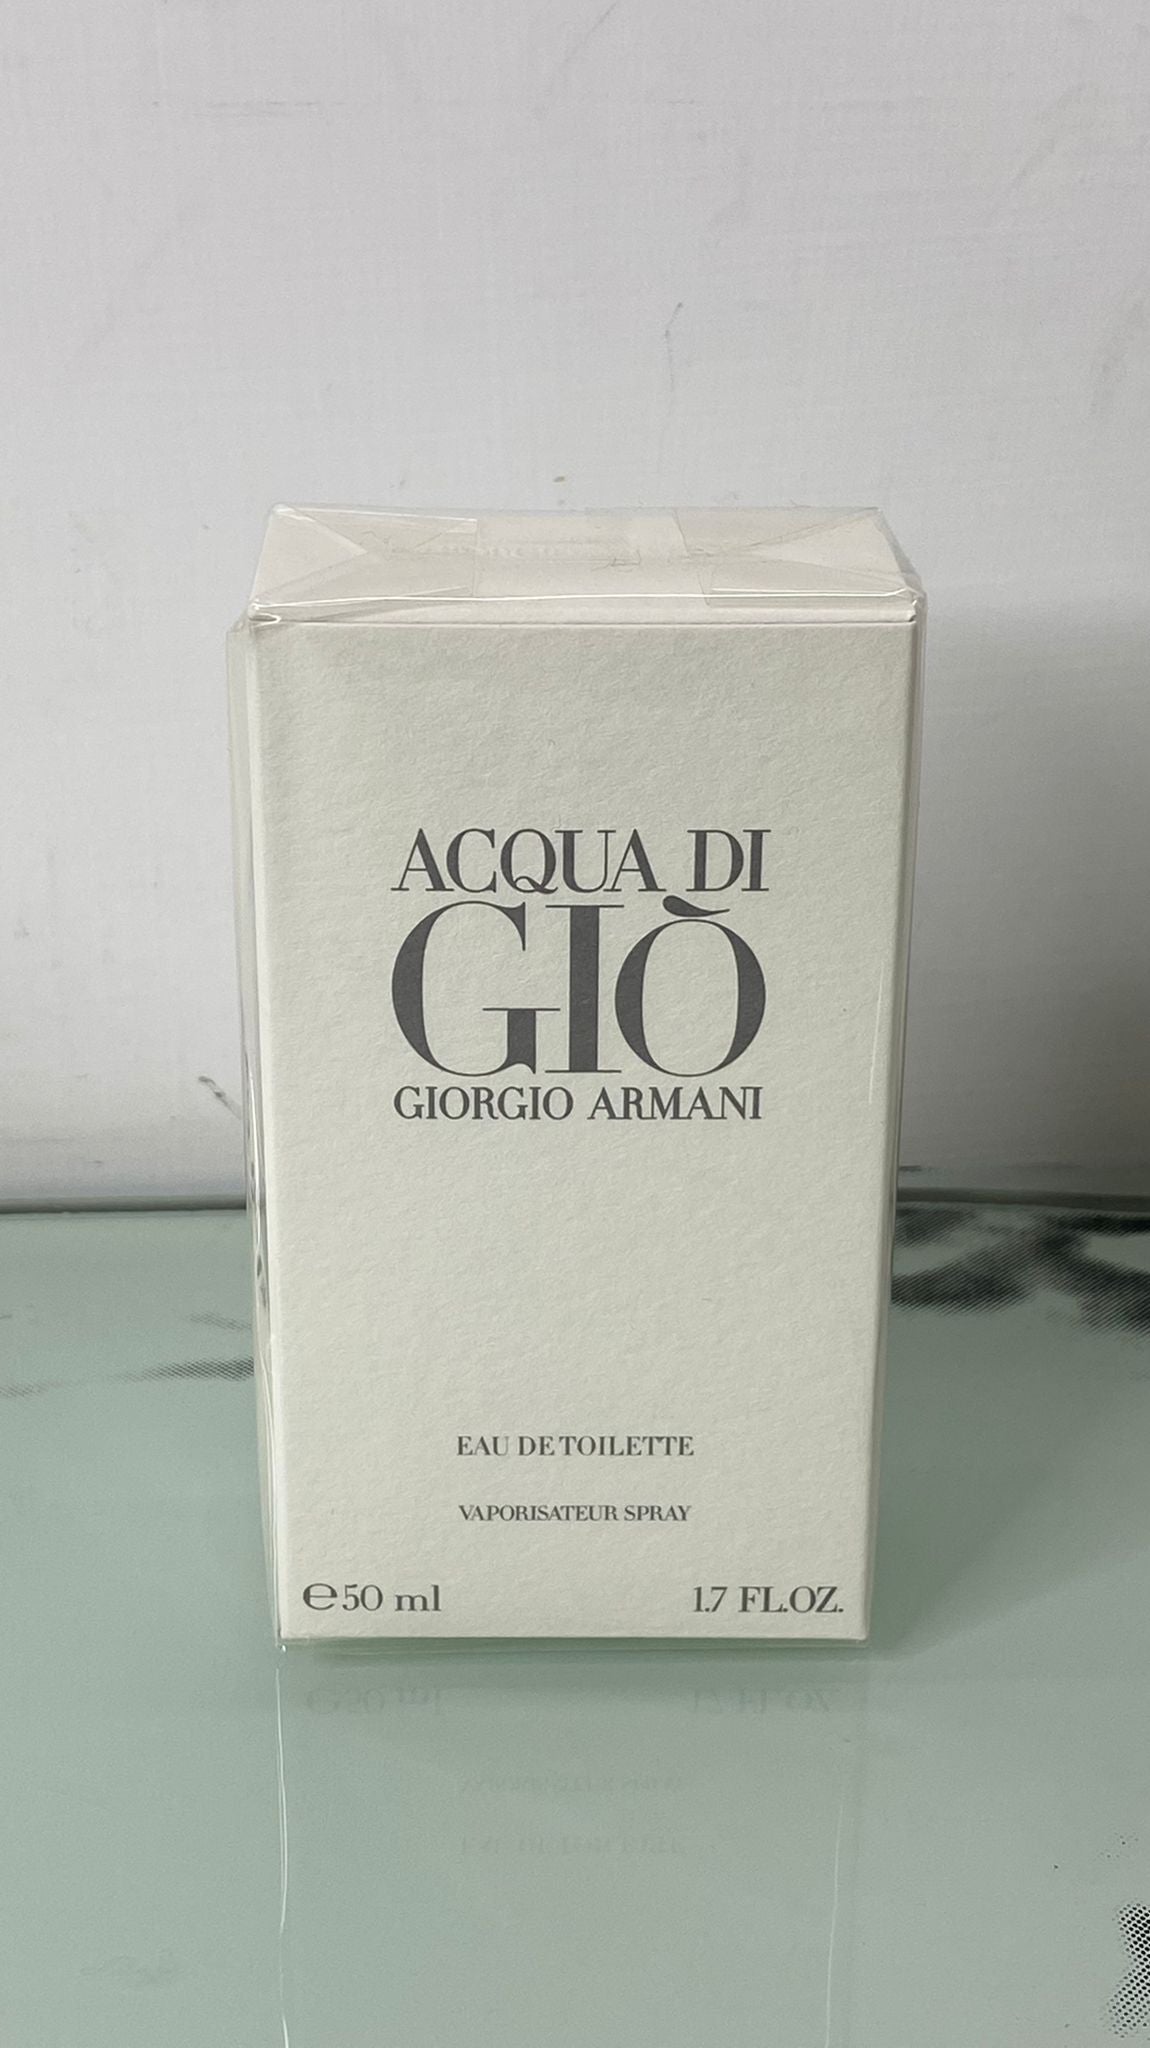 ACQUA DI
GIÒ
GIORGIO ARMANI
EAU DE TOILETTE
VAPORISATEUR SPRAY
℮50 ml
1.7 FL.OZ.